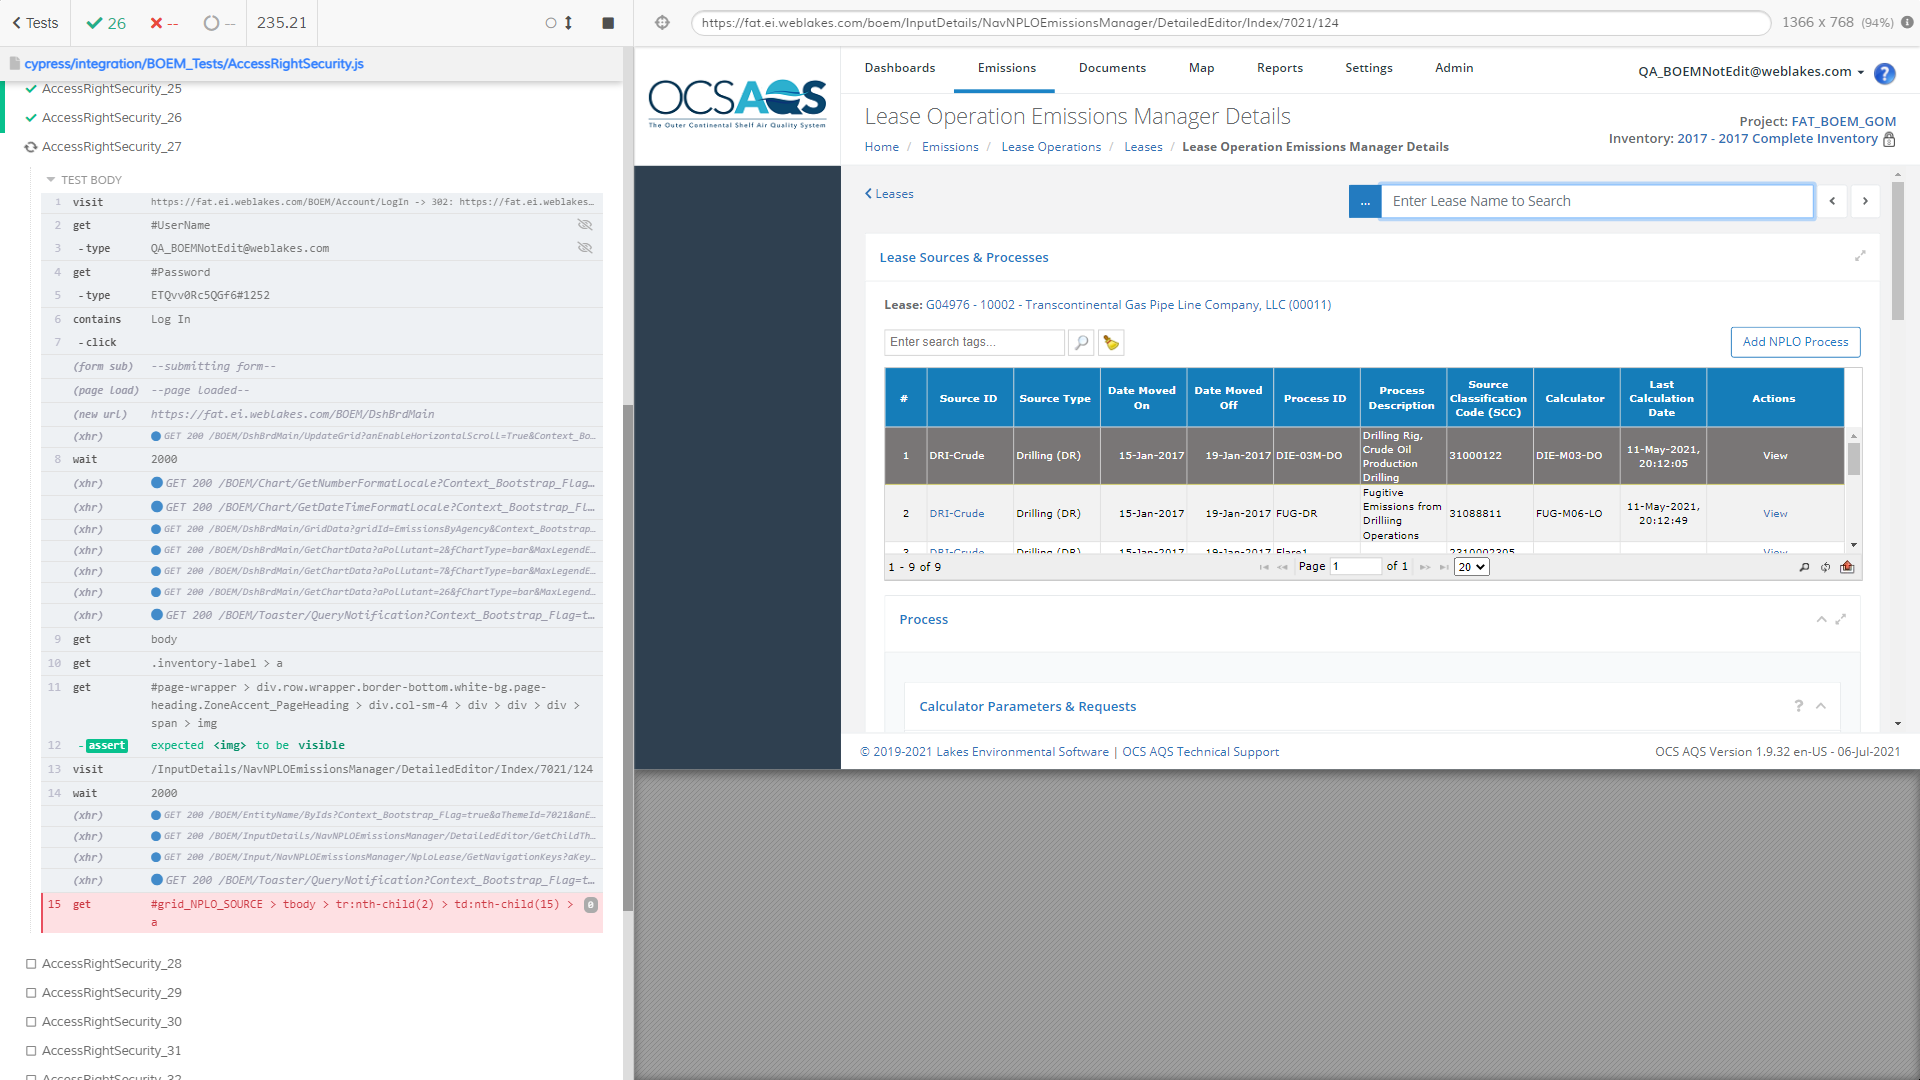 Tests
26
--
--
235.21
https://fat.ei.weblakes.com/boem/InputDetails/NavNPLOEmissionsManager/DetailedEditor/Index/7021/124
1366 x 768 (94%)
cypress/integration/BOEM_Tests/AccessRightSecurity.js
AccessRightSecurity_25
AccessRightSecurity_26
AccessRightSecurity_27
TEST BODY
1 visit https://fat.ei.weblakes.com/BOEM/Account/LogIn -> 302: https://fat.ei.weblakes...
2 get #UserName
3 -type QA_BOEMNotEdit@weblakes.com
4 get #Password
5 -type ETQvv0Rc5QGf6#1252
6 contains Log In
7 -click
(form sub) --submitting form--
(page load) --page loaded--
(new url) https://fat.ei.weblakes.com/BOEM/DshBrdMain
(xhr) GET 200 /BOEM/DshBrdMain/UpdateGrid?anEnableHorizontalScroll=True&Context_Bo...
8 wait 2000
(xhr) GET 200 /BOEM/Chart/GetNumberFormatLocale?Context_Bootstrap_Flag...
(xhr) GET 200 /BOEM/Chart/GetDateTimeFormatLocale?Context_Bootstrap_Fl...
(xhr) GET 200 /BOEM/DshBrdMain/GridData?gridId=EmissionsByAgency&Context_Bootstrap...
(xhr) GET 200 /BOEM/DshBrdMain/GetChartData?aPollutant=2&fChartType=bar&MaxLegendE...
(xhr) GET 200 /BOEM/DshBrdMain/GetChartData?aPollutant=7&fChartType=bar&MaxLegendE...
(xhr) GET 200 /BOEM/DshBrdMain/GetChartData?aPollutant=26&fChartType=bar&MaxLegend...
(xhr) GET 200 /BOEM/Toaster/QueryNotification?Context_Bootstrap_Flag=t...
9 get body
10 get .inventory-label > a
11 get #page-wrapper > div.row.wrapper.border-bottom.white-bg.page-
heading.ZoneAccent_PageHeading > div.col-sm-4 > div > div > div >
span > img
12 -assert expected <img> to be visible
13 visit /InputDetails/NavNPLOEmissionsManager/DetailedEditor/Index/7021/124
14 wait 2000
(xhr) GET 200 /BOEM/EntityName/ByIds?Context_Bootstrap_Flag=true&aThemeId=7021&anE...
(xhr) GET 200 /BOEM/InputDetails/NavNPLOEmissionsManager/DetailedEditor/GetChildTh...
(xhr) GET 200 /BOEM/Input/NavNPLOEmissionsManager/NploLease/GetNavigationKeys?aKey...
(xhr) GET 200 /BOEM/Toaster/QueryNotification?Context_Bootstrap_Flag=t...
15 get #grid_NPLO_SOURCE > tbody > tr:nth-child(2) > td:nth-child(15) > 0
a
AccessRightSecurity_28
AccessRightSecurity_29
AccessRightSecurity_30
AccessRightSecurity_31
AccessRightSecurity_32
OCSAQS
The Outer Continental Shelf Air Quality System
Dashboards Emissions Documents Map Reports Settings Admin
QA_BOEMNotEdit@weblakes.com ?
Lease Operation Emissions Manager Details
Project: FAT_BOEM_GOM
Home / Emissions / Lease Operations / Leases / Lease Operation Emissions Manager Details
Inventory: 2017 - 2017 Complete Inventory
Leases
... Enter Lease Name to Search
Lease Sources & Processes
Lease: G04976 - 10002 - Transcontinental Gas Pipe Line Company, LLC (00011)
Enter search tags...
Add NPLO Process
# Source ID Source Type Date Moved On Date Moved Off Process ID Process Description Source Classification Code (SCC) Calculator Last Calculation Date Actions
1 DRI-Crude Drilling (DR) 15-Jan-2017 19-Jan-2017 DIE-03M-DO Drilling Rig, Crude Oil Production Drilling 31000122 DIE-M03-DO 11-May-2021, 20:12:05 View
2 DRI-Crude Drilling (DR) 15-Jan-2017 19-Jan-2017 FUG-DR Fugitive Emissions from Drilling Operations 31088811 FUG-M06-LO 11-May-2021, 20:12:49 View
3 DRI-Crude Drilling (DR) 15-Jan-2017 19-Jan-2017 Flare1 2310002305 View
1 - 9 of 9
Page 1 of 1
20
Process
Calculator Parameters & Requests
?
© 2019-2021 Lakes Environmental Software | OCS AQS Technical Support
OCS AQS Version 1.9.32 en-US - 06-Jul-2021